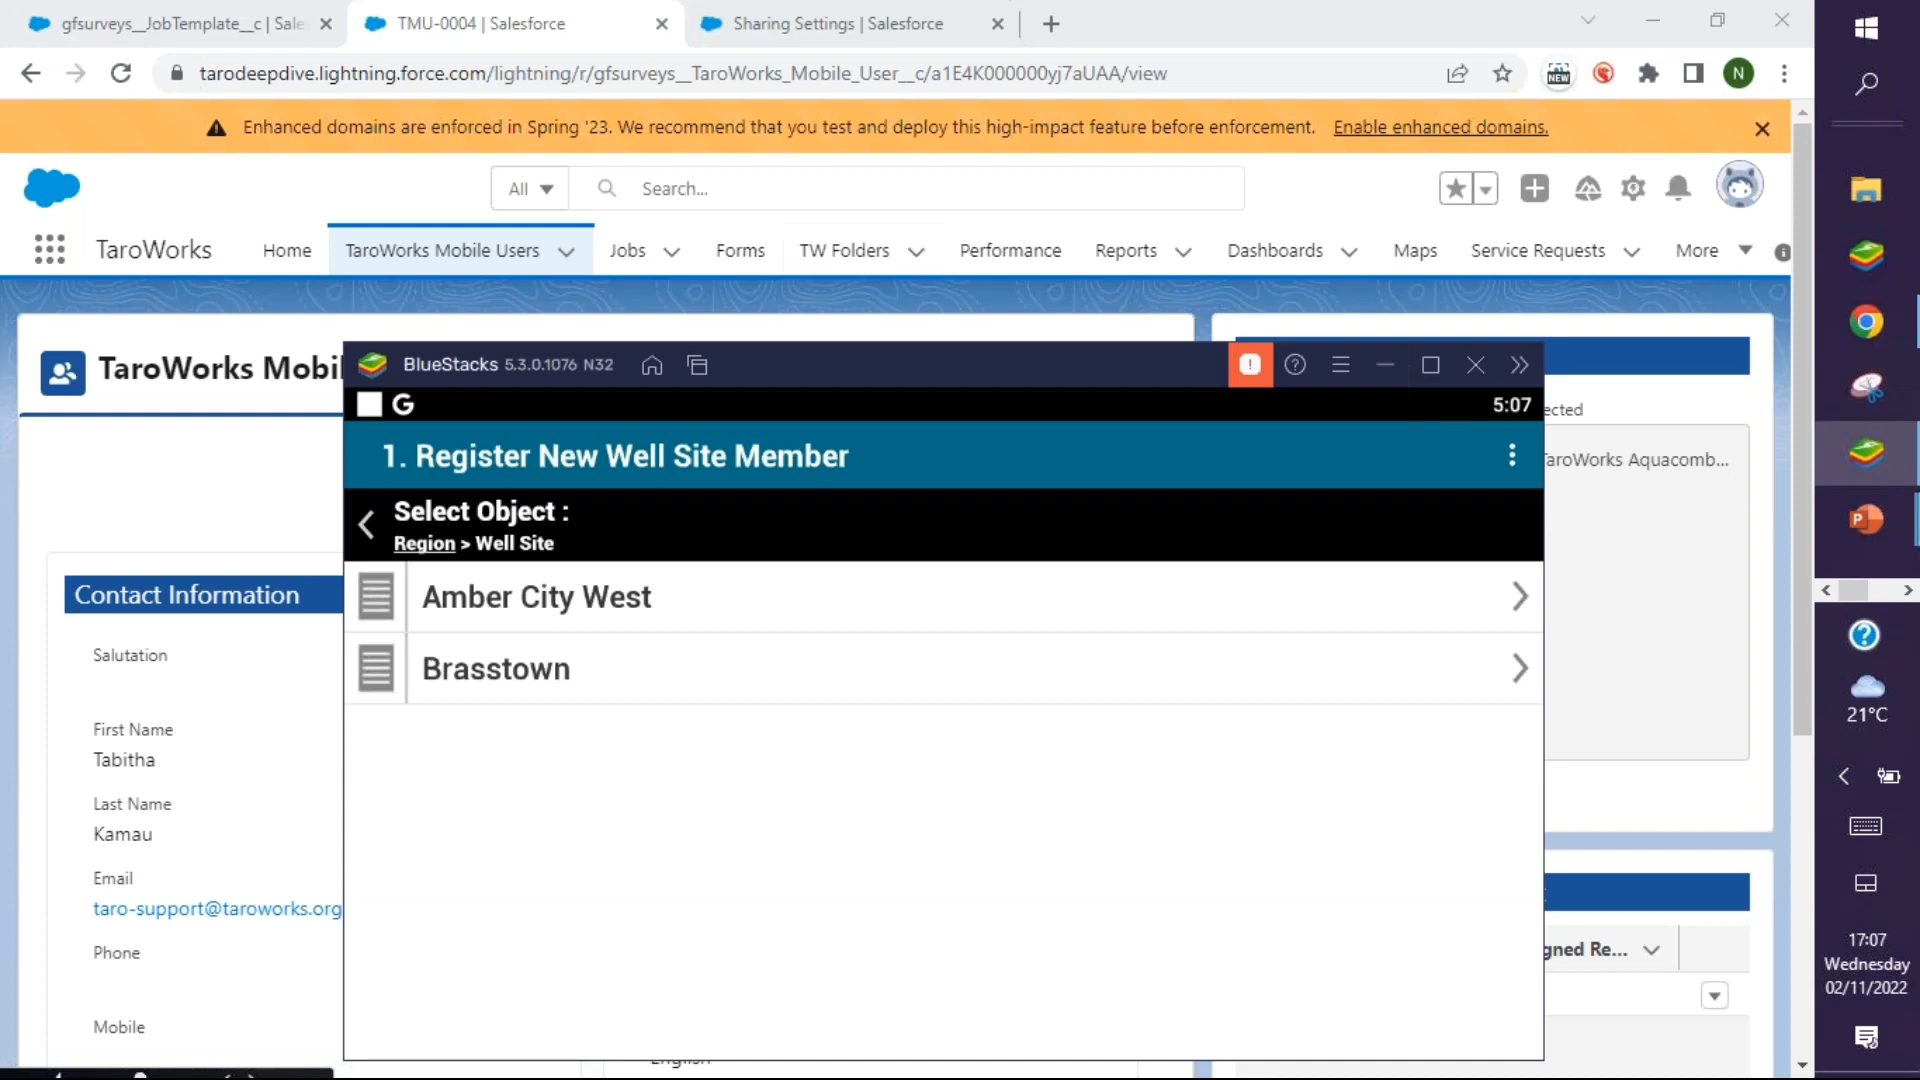 gfsurveys__JobTemplate__c | Sale
TMU-0004 | Salesforce
Sharing Settings | Salesforce
tarodeepdive.lightning.force.com/lightning/r/gfsurveys__TaroWorks_Mobile_User__c/a1E4K000000yj7aUAA/view
NEW
N
Enhanced domains are enforced in Spring '23. We recommend that you test and deploy this high-impact feature before enforcement. Enable enhanced domains.
All
Search...
TaroWorks
Home
TaroWorks Mobile Users
Jobs
Forms
TW Folders
Performance
Reports
Dashboards
Maps
Service Requests
More
TaroWorks Mobil
BlueStacks 5.3.0.1076 N32
G
5:07
ected
1. Register New Well Site Member
TaroWorks Aquacomb...
Select Object :
Region > Well Site
Amber City West
Brasstown
Contact Information
Salutation
First Name
Tabitha
Last Name
Kamau
Email
taro-support@taroworks.org
Phone
Mobile
gned Re...
P
21°C
17:07
Wednesday
02/11/2022